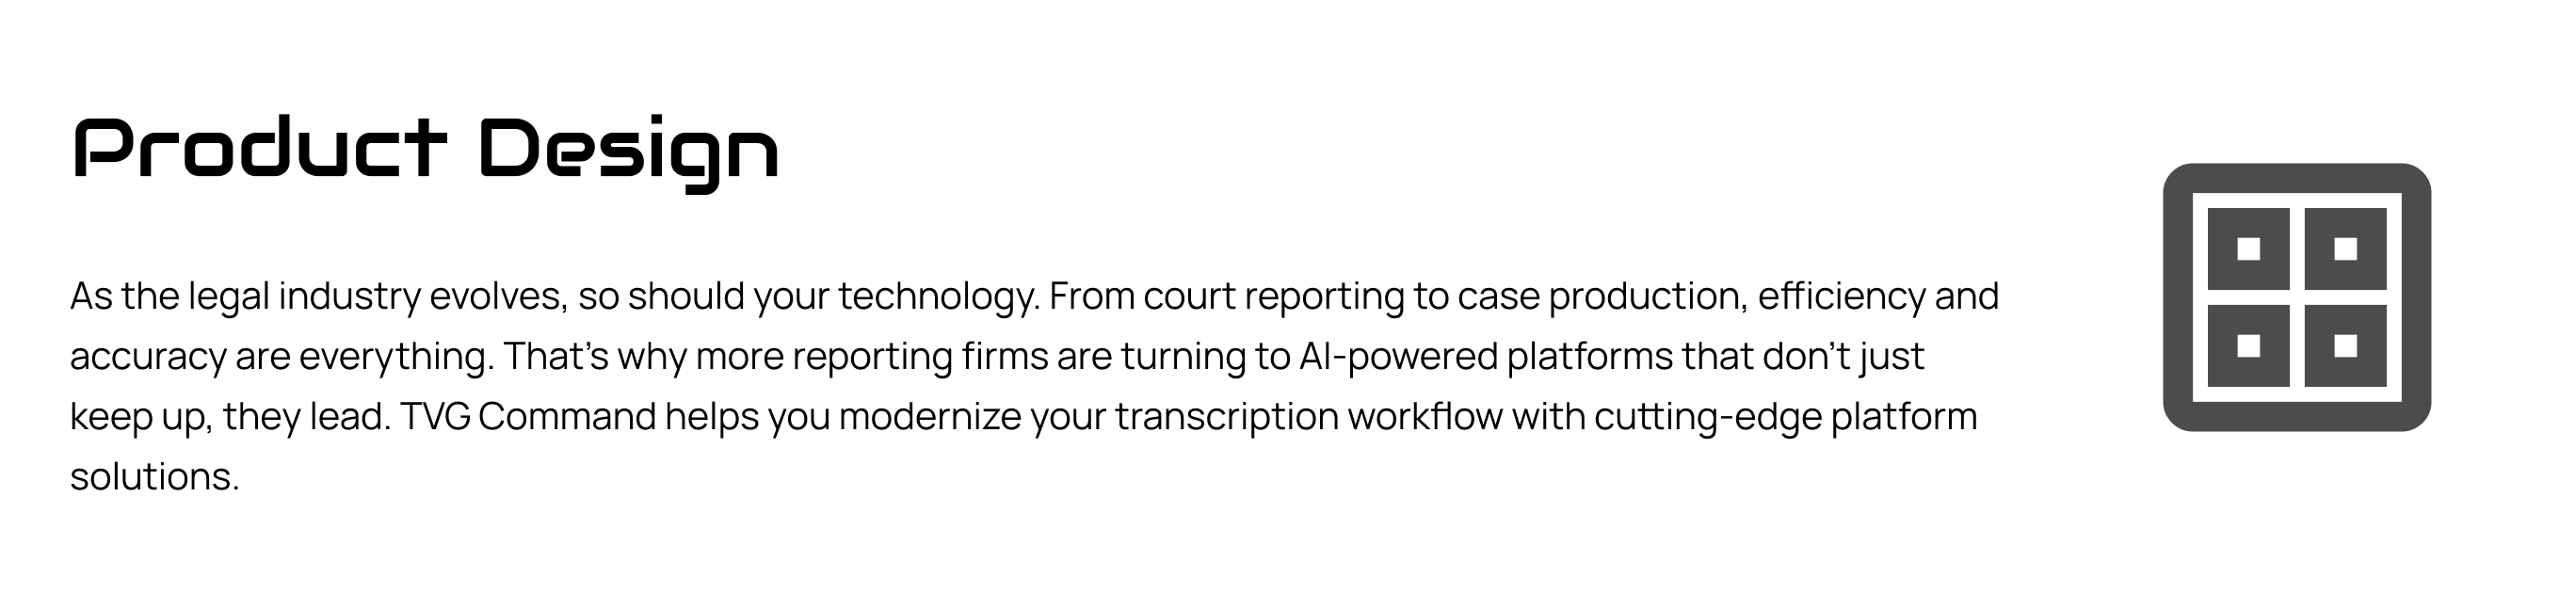 Product Design
As the legal industry evolves, so should your technology. From court reporting to case production, efficiency and
accuracy are everything. That’s why more reporting firms are turning to AI-powered platforms that don’t just
keep up, they lead. TVG Command helps you modernize your transcription workflow with cutting-edge platform
solutions.